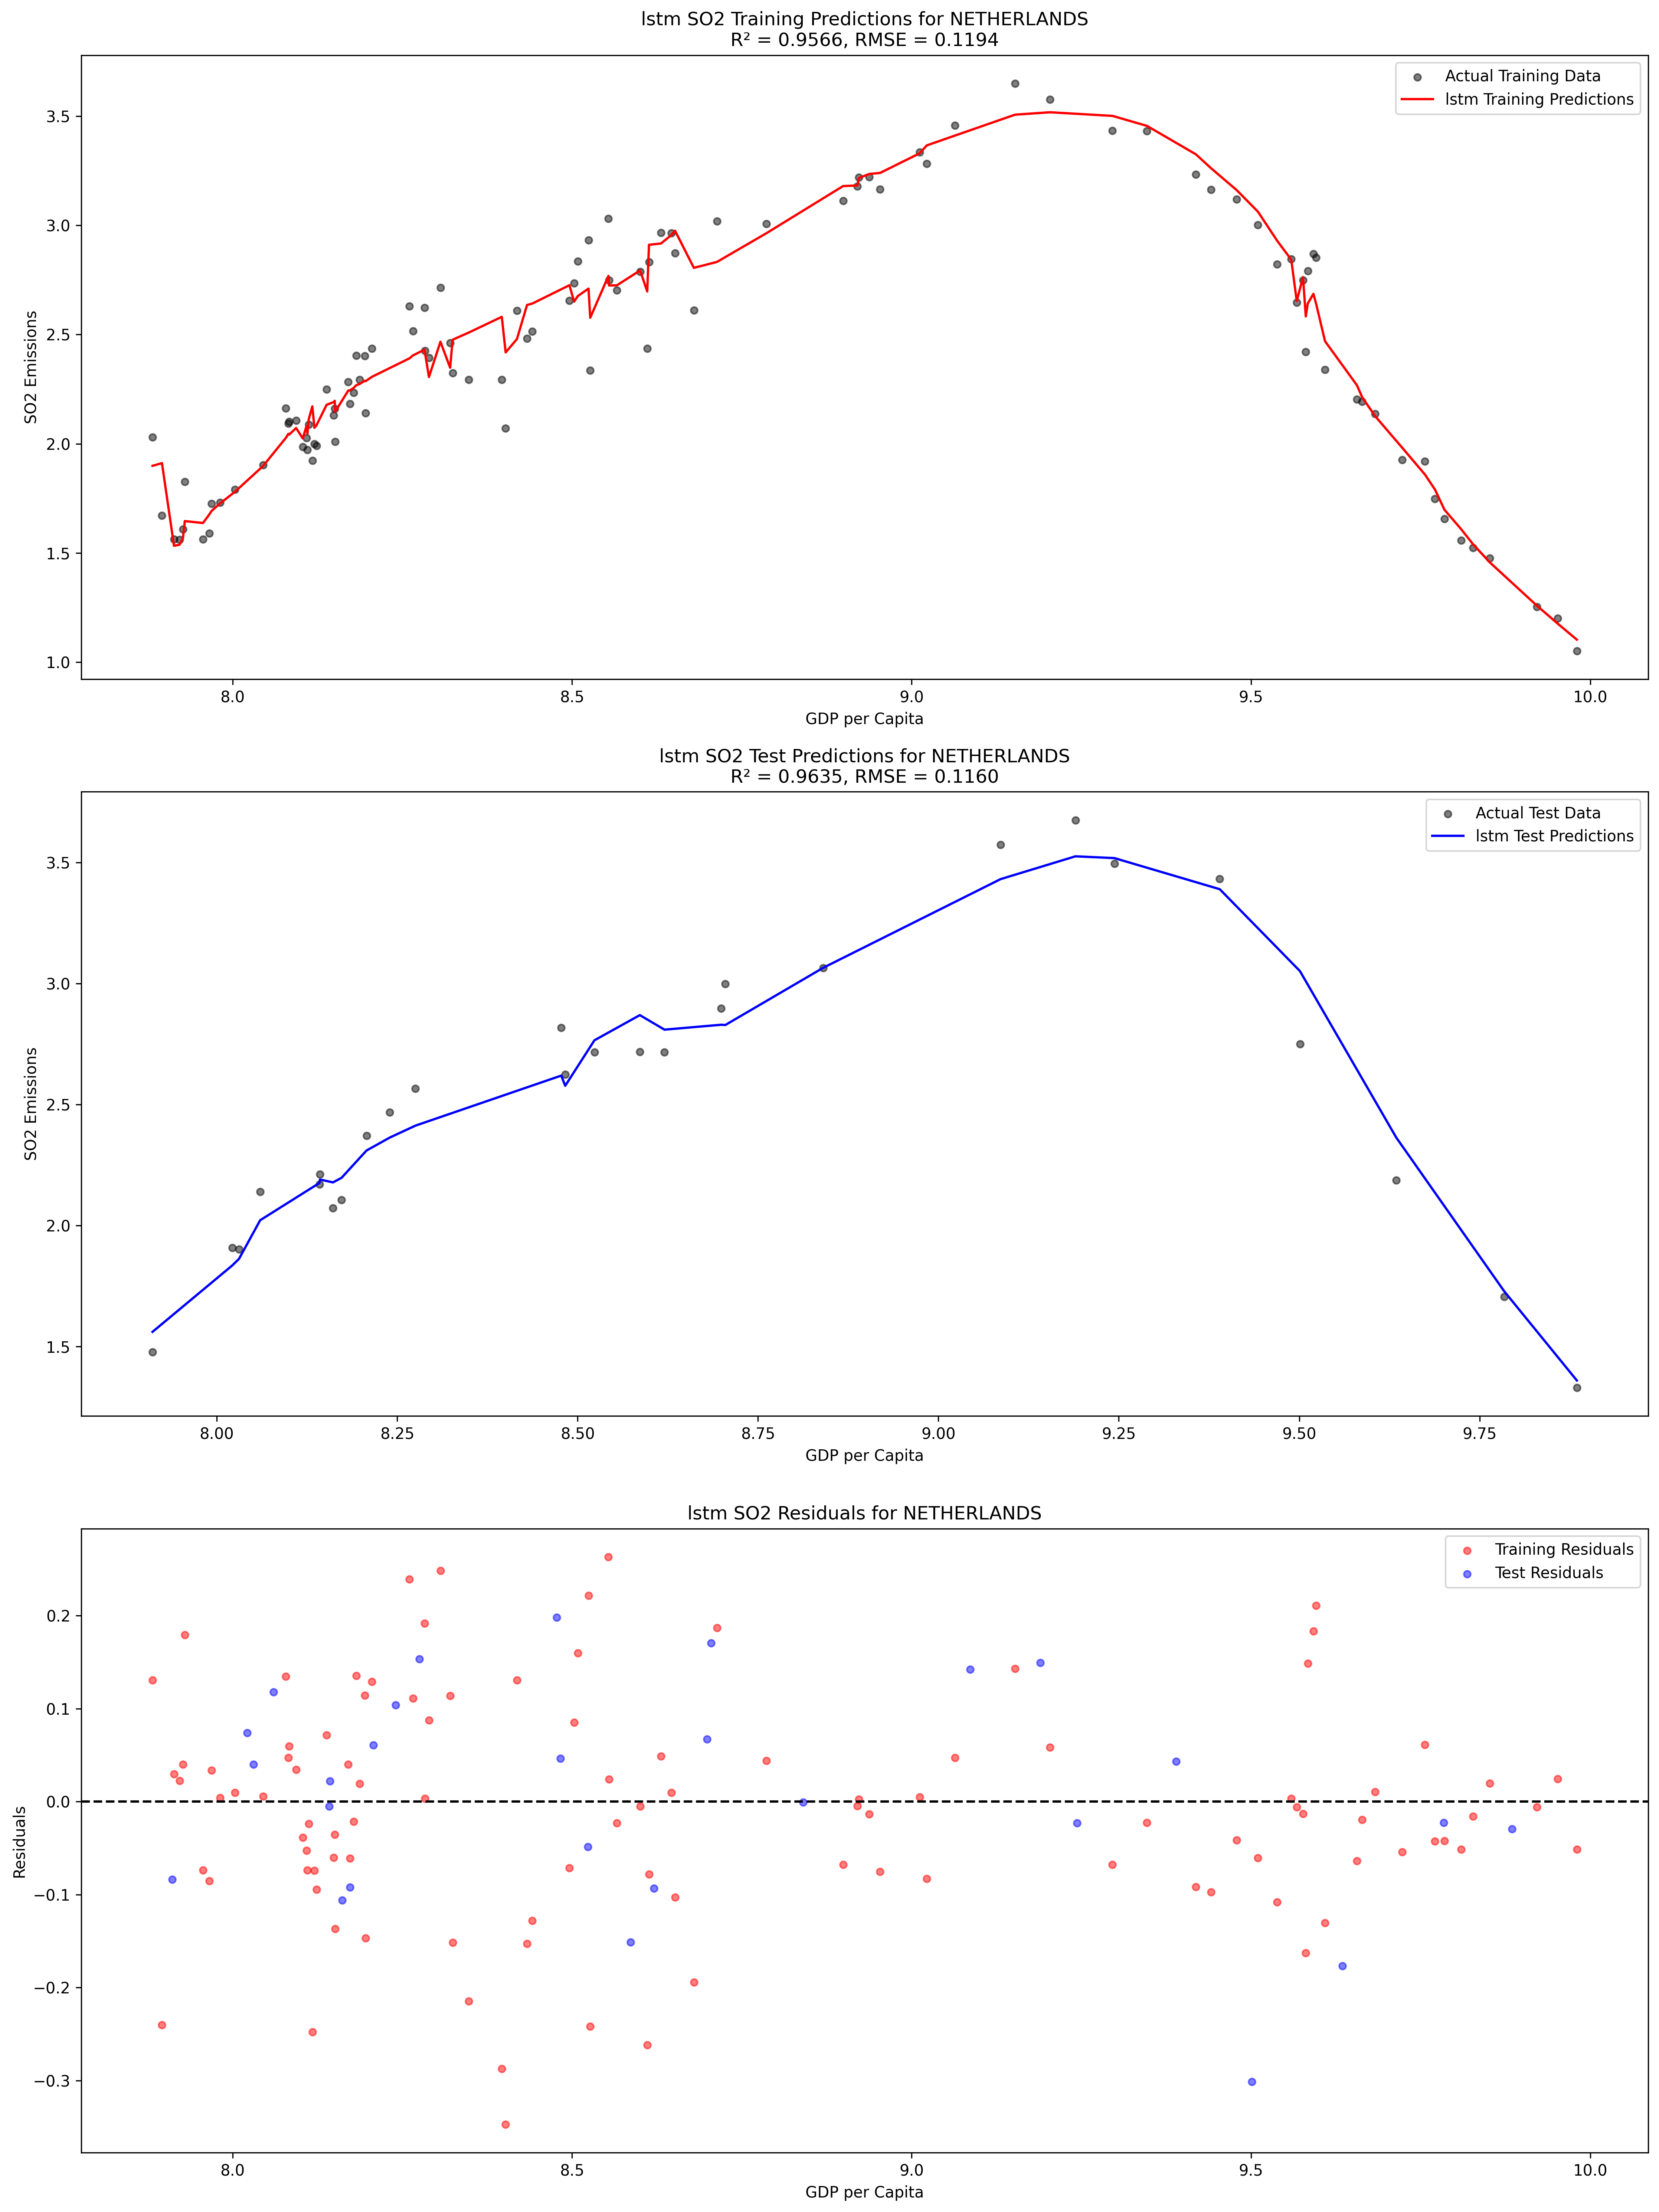 lstm SO2 Training Predictions for NETHERLANDS
R² = 0.9566, RMSE = 0.1194
Actual Training Data
lstm Training Predictions
SO2 Emissions
3.5
3.0
2.5
2.0
1.5
1.0
8.0 8.5 9.0 9.5 10.0
GDP per Capita
lstm SO2 Test Predictions for NETHERLANDS
R² = 0.9635, RMSE = 0.1160
Actual Test Data
lstm Test Predictions
SO2 Emissions
3.5
3.0
2.5
2.0
1.5
8.00 8.25 8.50 8.75 9.00 9.25 9.50 9.75
GDP per Capita
lstm SO2 Residuals for NETHERLANDS
Training Residuals
Test Residuals
Residuals
0.2
0.1
0.0
−0.1
−0.2
−0.3
8.0 8.5 9.0 9.5 10.0
GDP per Capita